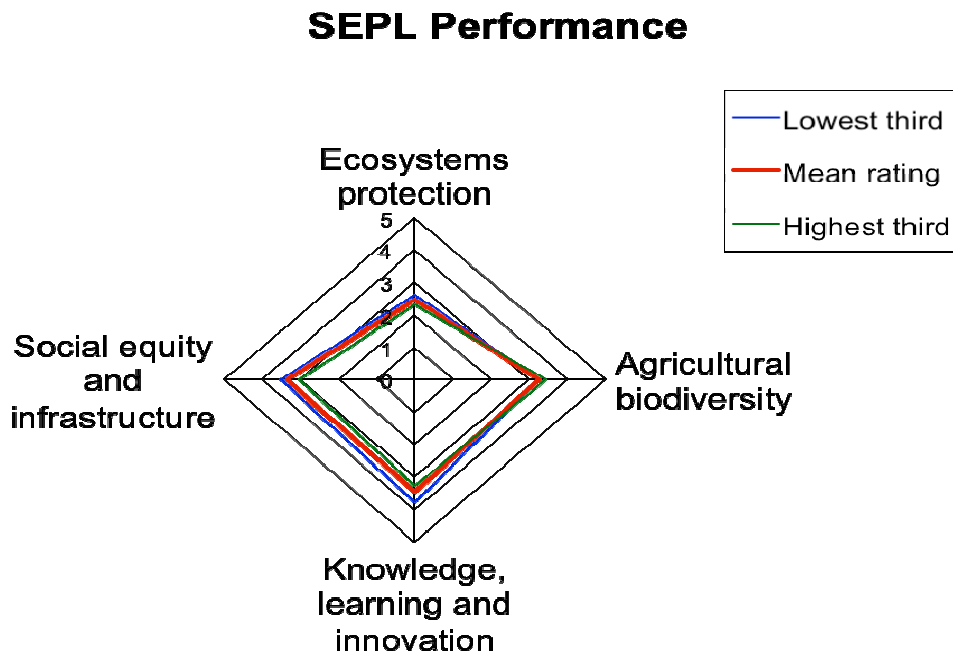 SEPL Performance
Lowest third
Mean rating
Highest third
Ecosystems
protection
5
4
3
2
1
0
Social equity
and
infrastructure
Agricultural
biodiversity
Knowledge,
learning and
innovation